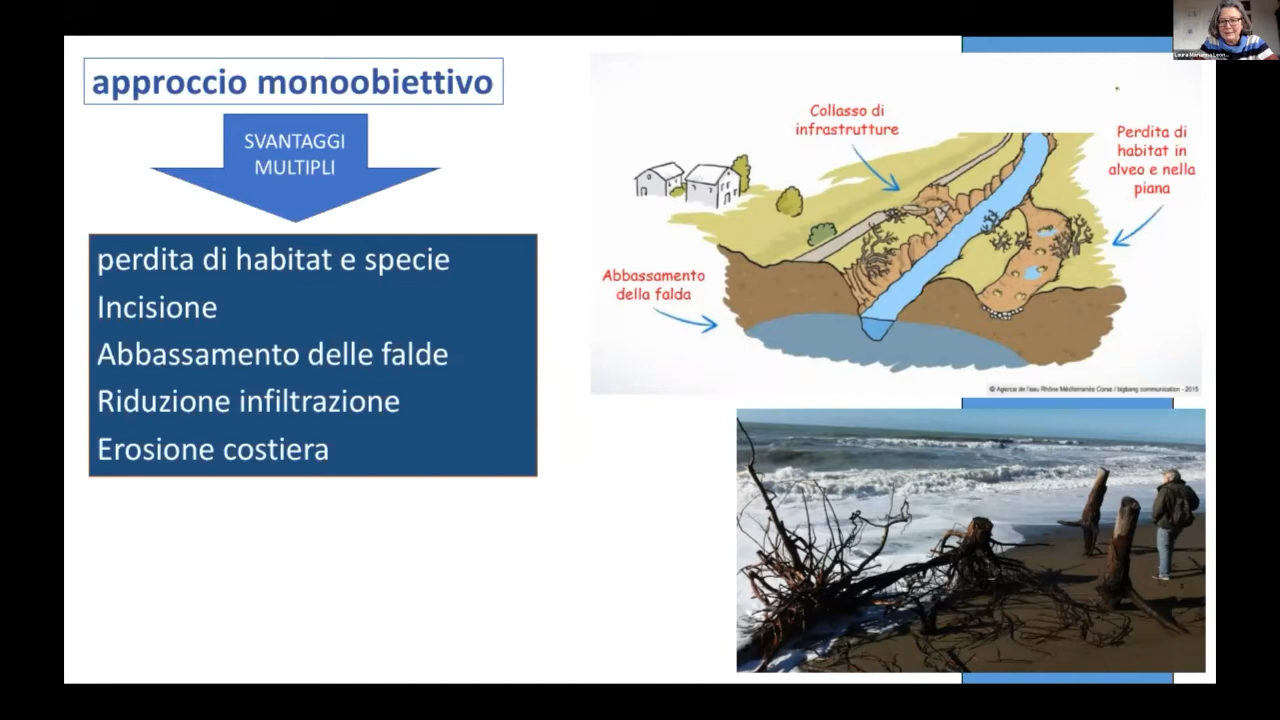 approccio monoobiettivo
SVANTAGGI
MULTIPLI
perdita di habitat e specie
Incisione
Abbassamento delle falde
Riduzione infiltrazione
Erosione costiera
Collasso di
infrastrutture
Perdita di
habitat in
alveo e nella
piana
Abbassamento
della falda
© Agence de l'eau Rhône Méditerranée Corse / bigbang communication - 2015